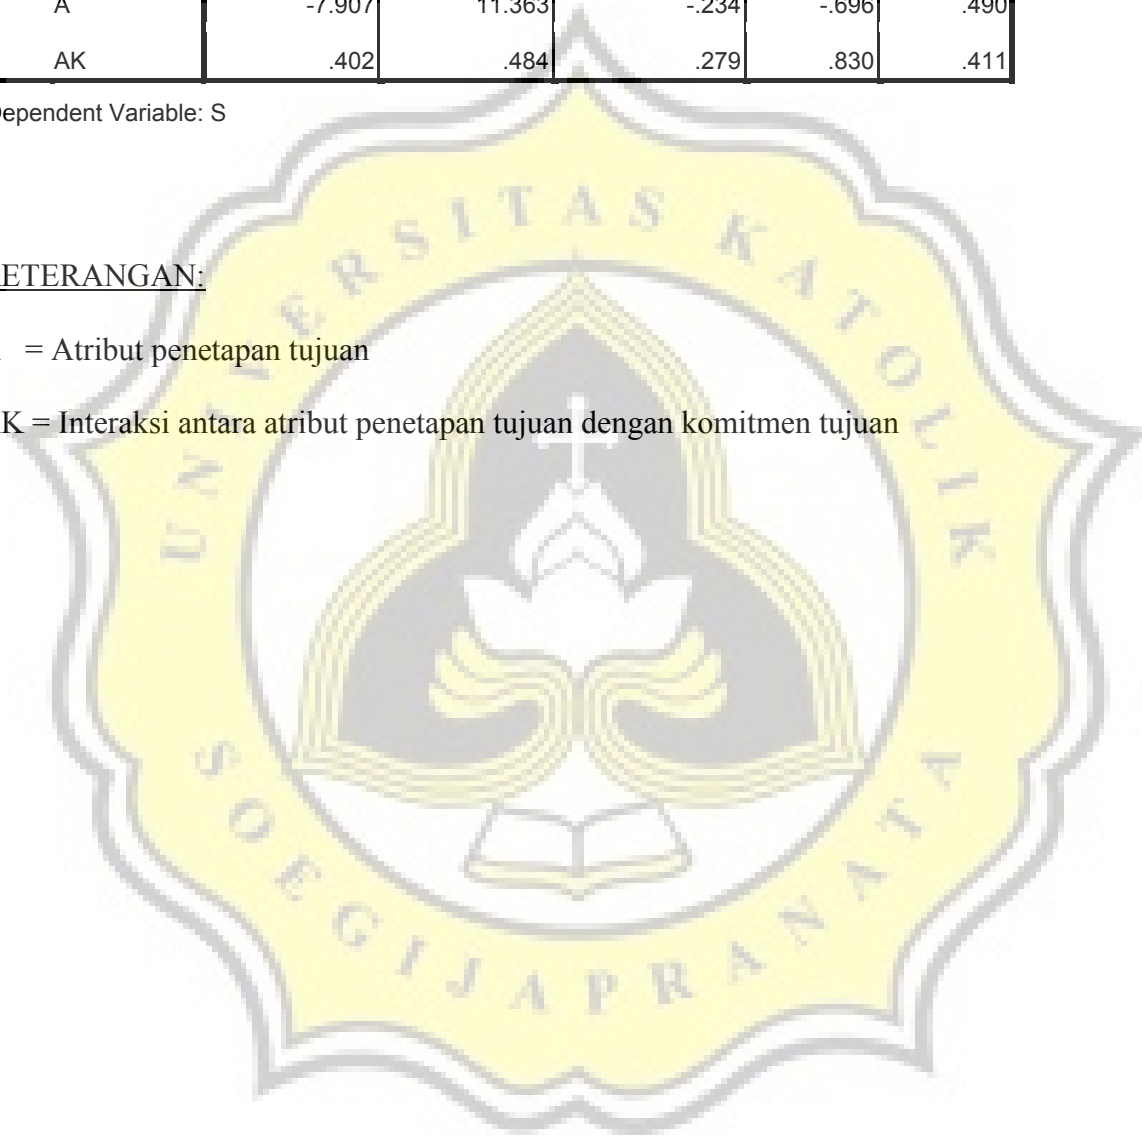 A -7.907 11.363 -.234 -.696 .490
AK .402 .484 .279 .830 .411
Dependent Variable: S
ETERANGAN:
= Atribut penetapan tujuan
K = Interaksi antara atribut penetapan tujuan dengan komitmen tujuan
UNIVERSITAS KATOLIK
SOEGIJAPRANATA